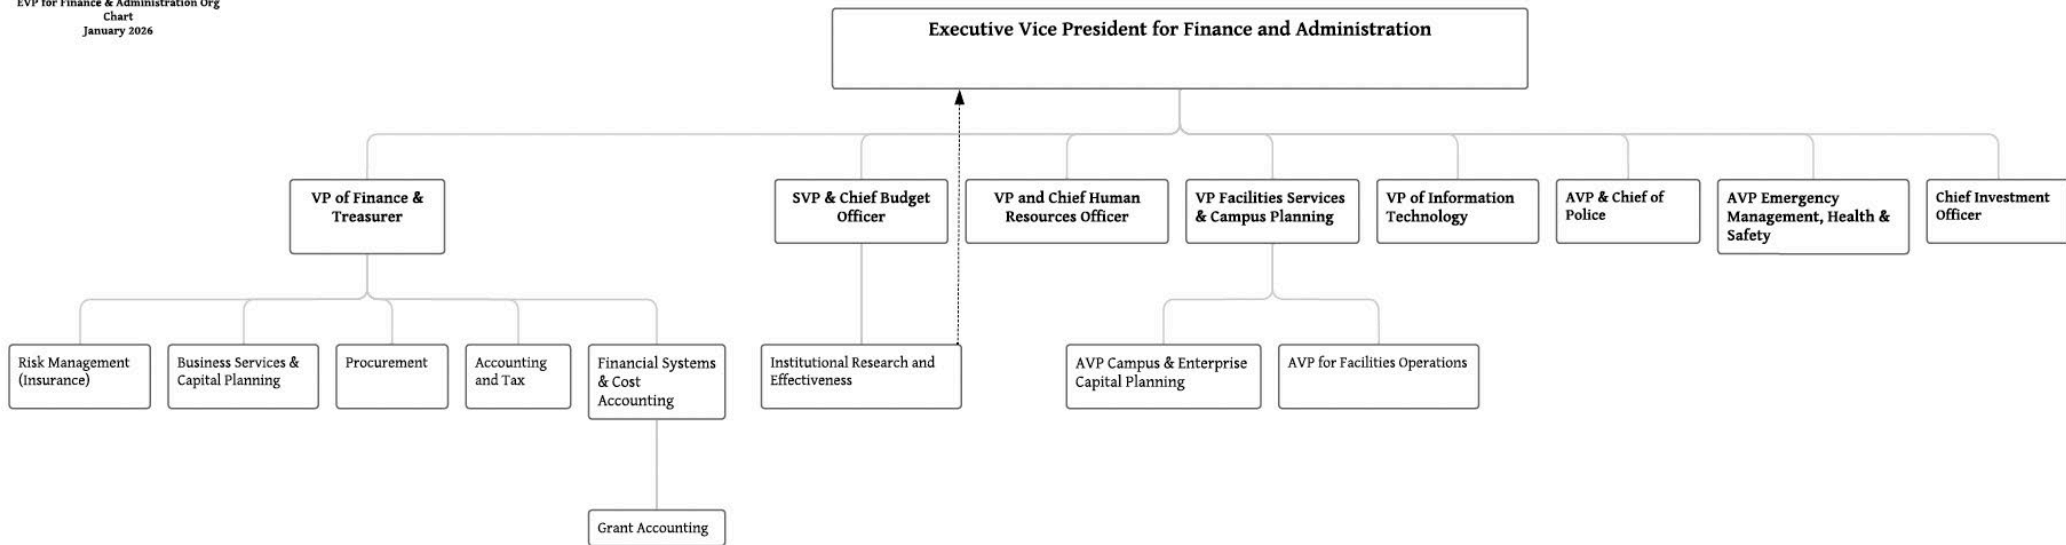 EVP for Finance & Administration Org
Chart
January 2026
Executive Vice President for Finance and Administration
VP of Finance &
Treasurer
SVP & Chief Budget
Officer
VP and Chief Human
Resources Officer
VP Facilities Services
& Campus Planning
VP of Information
Technology
AVP & Chief of
Police
AVP Emergency
Management, Health &
Safety
Chief Investment
Officer
Risk Management
(Insurance)
Business Services &
Capital Planning
Procurement
Accounting
and Tax
Financial Systems
& Cost
Accounting
Institutional Research and
Effectiveness
AVP Campus & Enterprise
Capital Planning
AVP for Facilities Operations
Grant Accounting